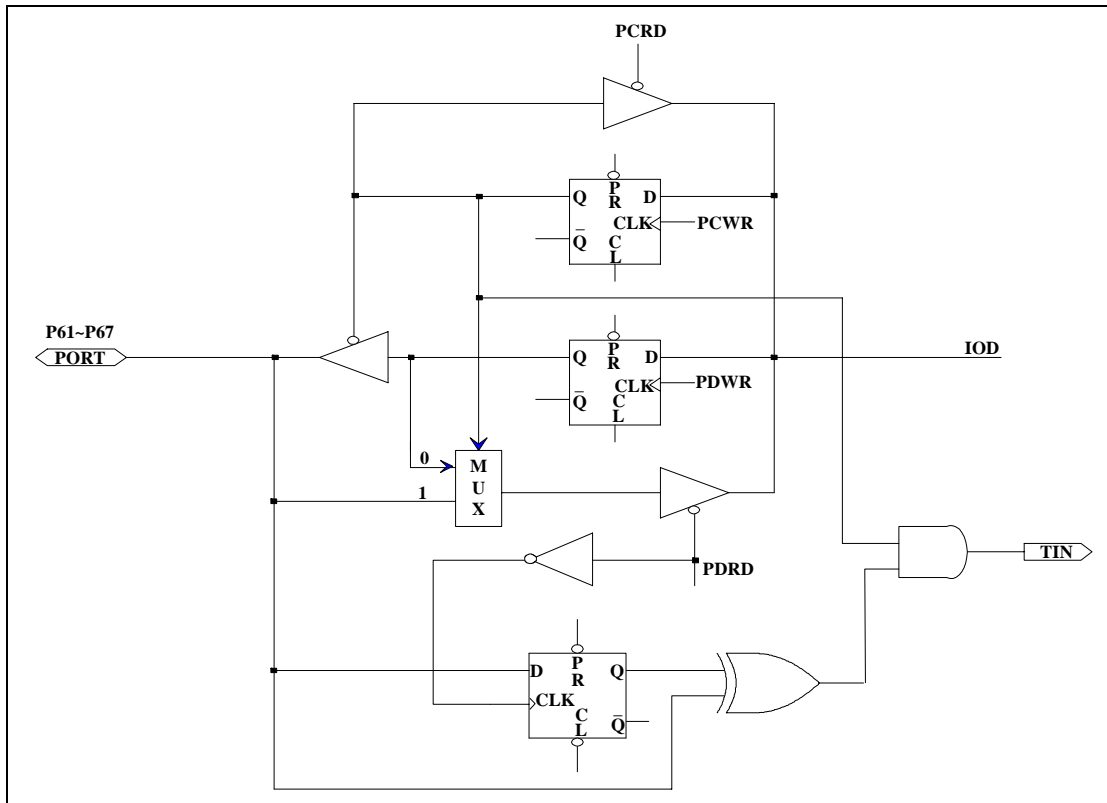 PCRD
Q
P
R
D
CLK
PCWR
Q̄
C
L
P61~P67
PORT
Q
P
R
D
IOD
CLK
PDWR
Q̄
C
L
0
M
U
X
1
PDRD
TIN
D
P
R
Q
CLK
C
L
Q̄